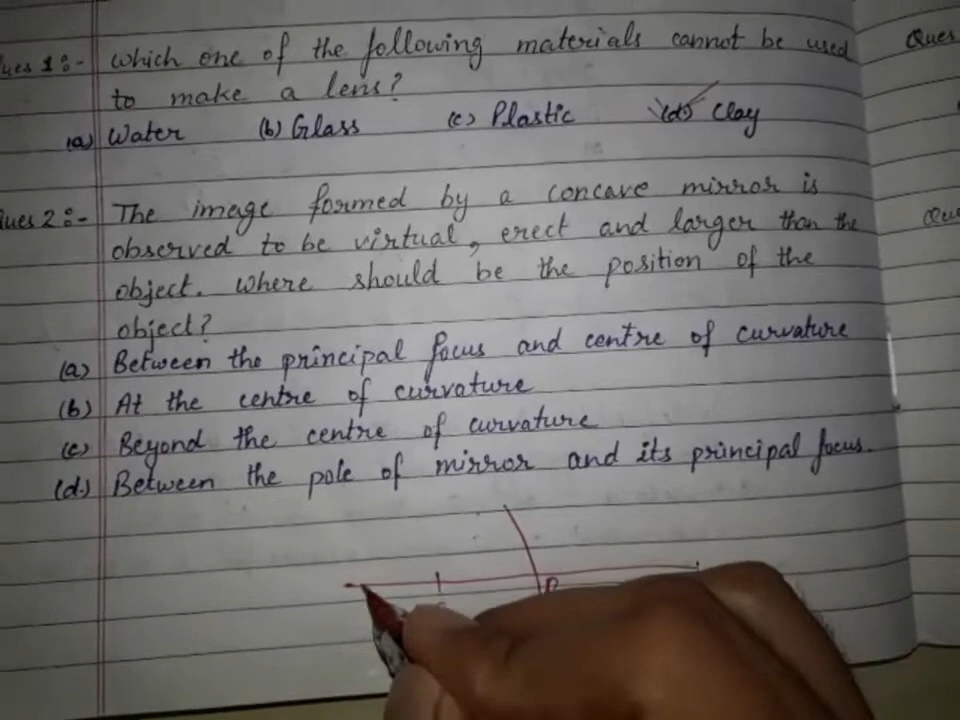 ues 1:- Which one of the following materials cannot be used
to make a lens?
(a) Water (b) Glass (c) Plastic (d) Clay
ues 2:- The image formed by a concave mirror is
observed to be virtual, erect and larger than the
object. Where should be the position of the
object?
(a) Between the principal focus and centre of curvature
(b) At the centre of curvature
(c) Beyond the centre of curvature
(d.) Between the pole of mirror and its principal focus.
P
Ques
Que